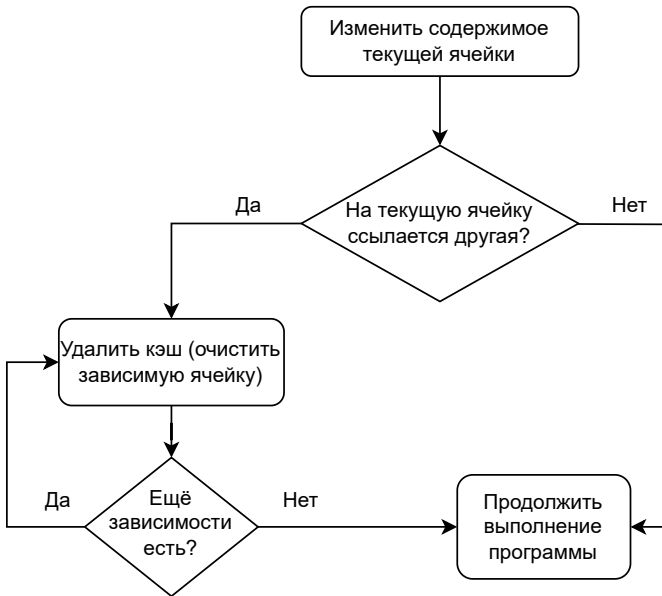 Изменить содержимое
текущей ячейки
Да
На текущую ячейку
ссылается другая?
Нет
Удалить кэш (очистить
зависимую ячейку)
Да
Ещё
зависимости
есть?
Нет
Продолжить
выполнение
программы